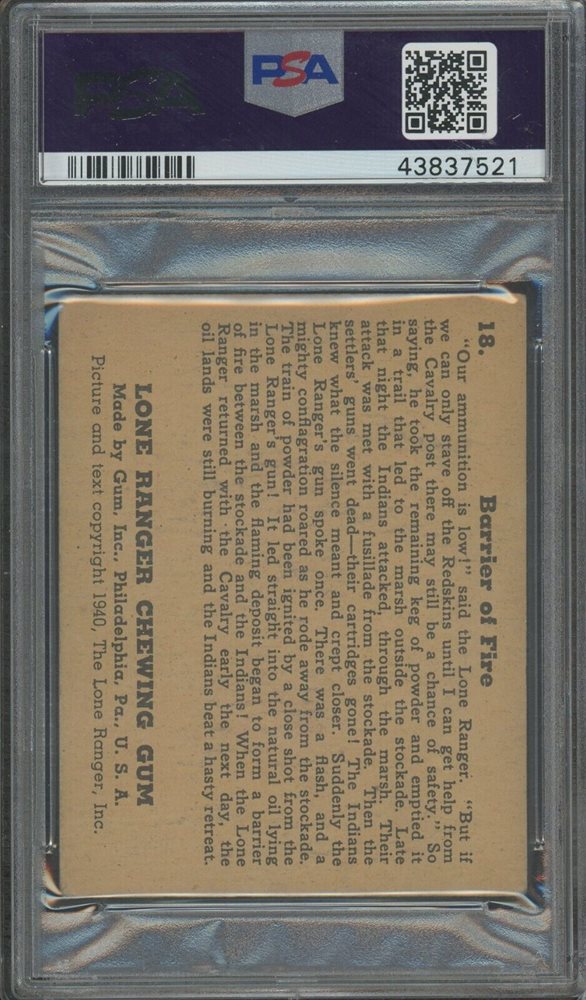 PSA
PSA
43837521
18. Barrier of Fire
"Our ammunition is low!" said the Lone Ranger. "But if
we can only stave off the Redskins until I can get help from
the Cavalry post there may still be a chance of safety." So
saying, he took the remaining keg of powder and emptied it
in a trail that led to the marsh outside the stockade. Late
that night the Indians attacked, through the marsh. Their
attack was met with a fusillade from the stockade. Then the
settlers' guns went dead—their cartridges gone! The Indians
knew what the silence meant and crept closer. Suddenly the
Lone Ranger's gun spoke once. There was a flash, and a
mighty conflagration roared as he rode away from the stockade.
The train of powder had been ignited by a close shot from the
Lone Ranger's gun! It led straight into the natural oil lying
in the marsh and the flaming deposit began to form a barrier
of fire between the stockade and the Indians! When the Lone
Ranger returned with the Cavalry early the next day, the
oil lands were still burning and the Indians beat a hasty retreat.
LONE RANGER CHEWING GUM
Made by Gum, Inc., Philadelphia, Pa., U. S. A.
Picture and text copyright 1940, The Lone Ranger, Inc.